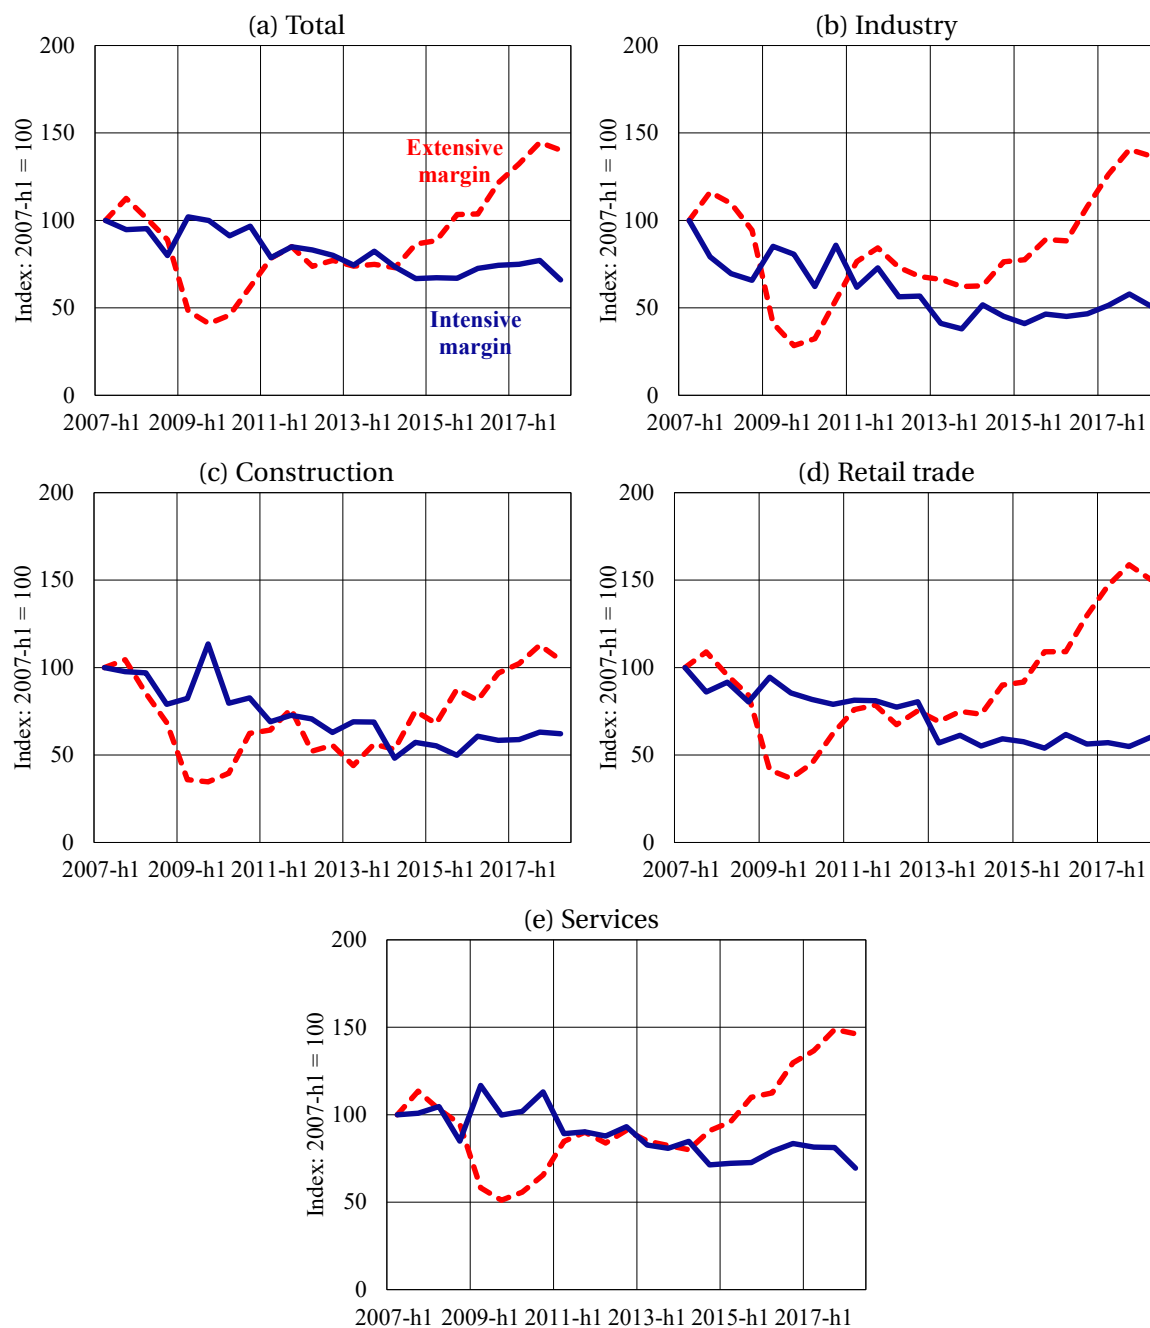 (a) Total
200
150
100
50
0
Index: 2007-h1 = 100
Extensive
margin
Intensive
margin
2007-h1 2009-h1 2011-h1 2013-h1 2015-h1 2017-h1
(b) Industry
200
150
100
50
0
Index: 2007-h1 = 100
2007-h1 2009-h1 2011-h1 2013-h1 2015-h1 2017-h1
(c) Construction
200
150
100
50
0
Index: 2007-h1 = 100
2007-h1 2009-h1 2011-h1 2013-h1 2015-h1 2017-h1
(d) Retail trade
200
150
100
50
0
Index: 2007-h1 = 100
2007-h1 2009-h1 2011-h1 2013-h1 2015-h1 2017-h1
(e) Services
200
150
100
50
0
Index: 2007-h1 = 100
2007-h1 2009-h1 2011-h1 2013-h1 2015-h1 2017-h1